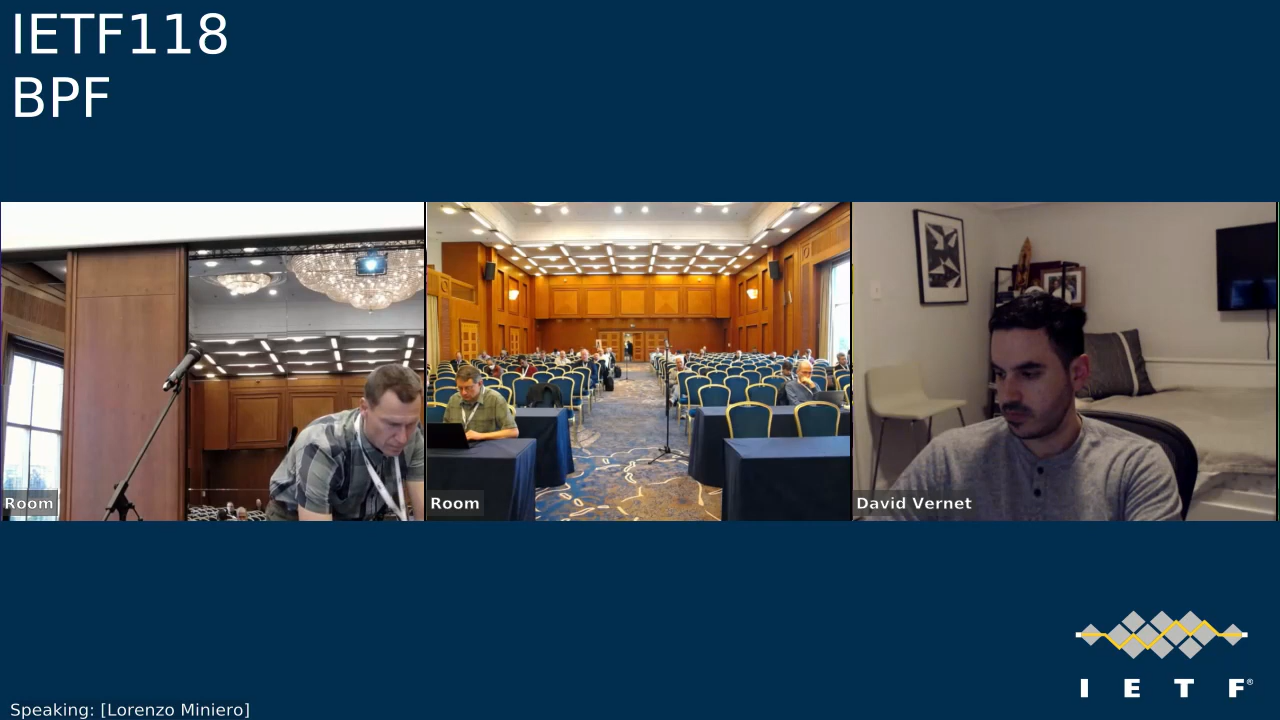 IETF118
BPF
Room
Room
David Vernet
I E T F®
Speaking: [Lorenzo Miniero]